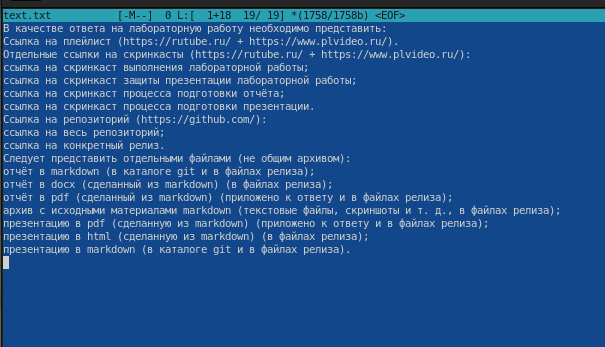 text.txt [-M--] 0 L:[ 1+18 19/ 19] *(1758/1758b) <EOF>
В качестве ответа на лабораторную работу необходимо представить:
Ссылка на плейлист (https://rutube.ru/ + https://www.plvideo.ru/).
Отдельные ссылки на скринкасты (https://rutube.ru/ + https://www.plvideo.ru/):
ссылка на скринкаст выполнения лабораторной работы;
ссылка на скринкаст защиты презентации лабораторной работы;
ссылка на скринкаст процесса подготовки отчёта;
ссылка на скринкаст процесса подготовки презентации.
Ссылка на репозиторий (https://github.com/):
ссылка на весь репозиторий;
ссылка на конкретный релиз.
Следует представить отдельными файлами (не общим архивом):
отчёт в markdown (в каталоге git и в файлах релиза);
отчёт в docx (сделанный из markdown) (в файлах релиза);
отчёт в pdf (сделанный из markdown) (приложено к ответу и в файлах релиза);
архив с исходными материалами markdown (текстовые файлы, скриншоты и т. д., в файлах релиза);
презентацию в pdf (сделанную из markdown) (приложено к ответу и в файлах релиза);
презентацию в html (сделанную из markdown) (в файлах релиза);
презентацию в markdown (в каталоге git и в файлах релиза).